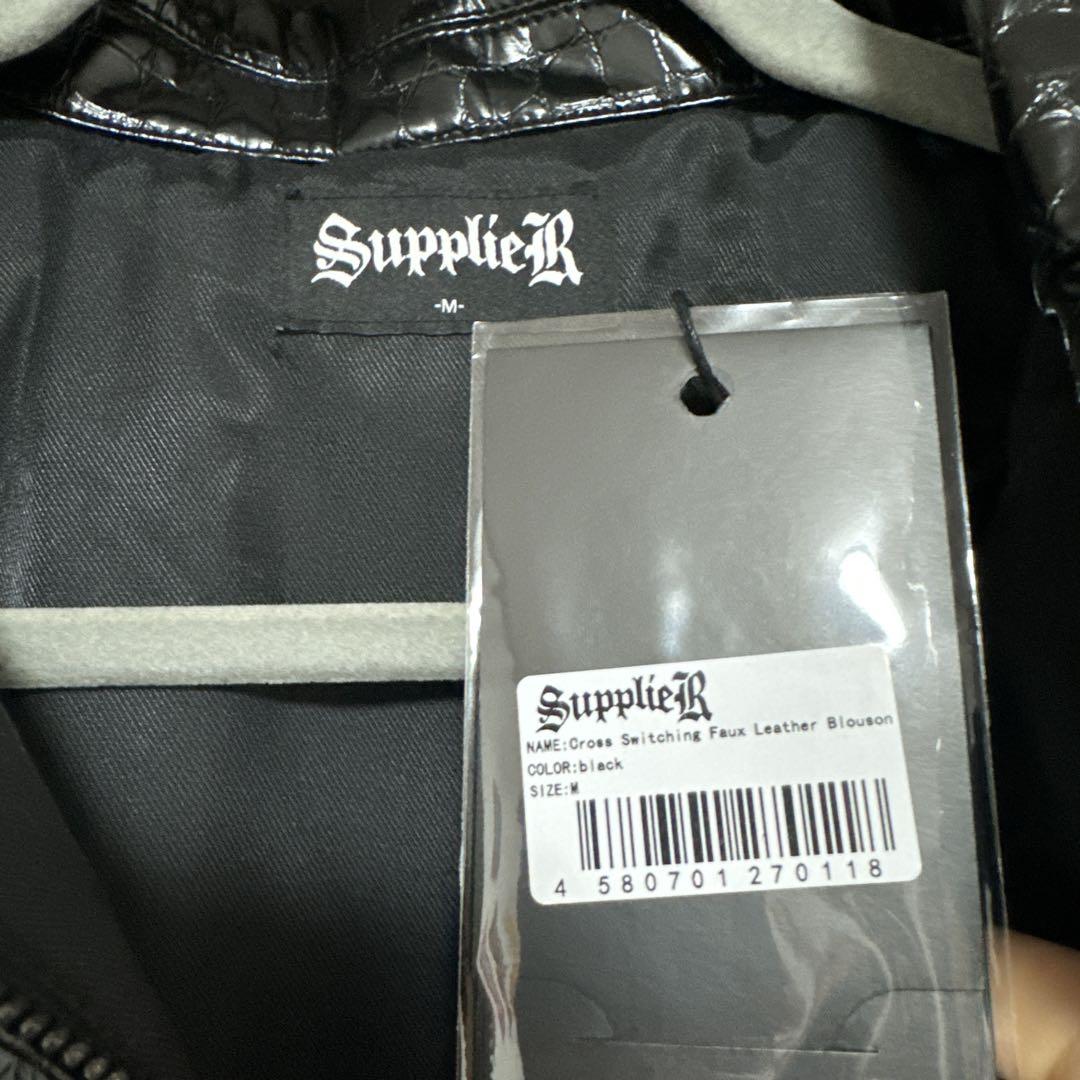 SupplieR
-M-
SupplieR
NAME:Cross Switching Faux Leather Blouson
COLOR:black
SIZE:M
4 580701 270118